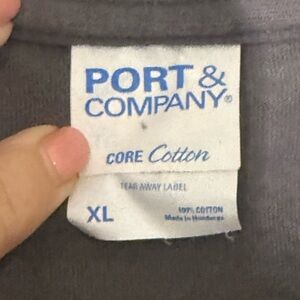 PORT &
COMPANY®
CORE Cotton
TEAR AWAY LABEL
XL
100% COTTON
Made in Honduras